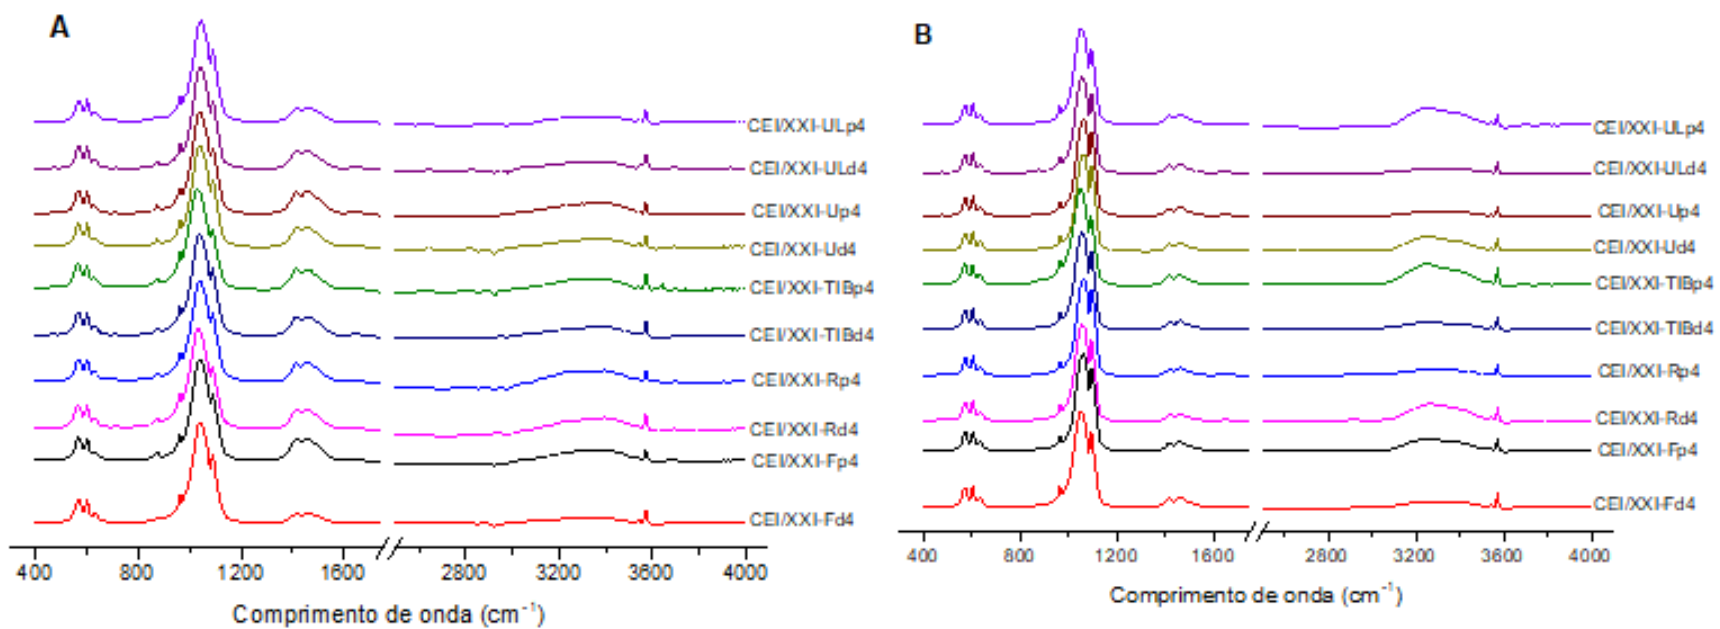 A
CEI/XXI-ULp4
CEI/XXI-ULd4
CEI/XXI-Up4
CEI/XXI-Ud4
CEI/XXI-TIBp4
CEI/XXI-TIBd4
CEI/XXI-Rp4
CEI/XXI-Rd4
CEI/XXI-Fp4
CEI/XXI-Fd4
400 800 1200 1600 2800 3200 3600 4000
Comprimento de onda (cm⁻¹)
B
CEI/XXI-ULp4
CEI/XXI-ULd4
CEI/XXI-Up4
CEI/XXI-Ud4
CEI/XXI-TIBp4
CEI/XXI-TIBd4
CEI/XXI-Rp4
CEI/XXI-Rd4
CEI/XXI-Fp4
CEI/XXI-Fd4
400 800 1200 1600 2800 3200 3600 4000
Comprimento de onda (cm⁻¹)